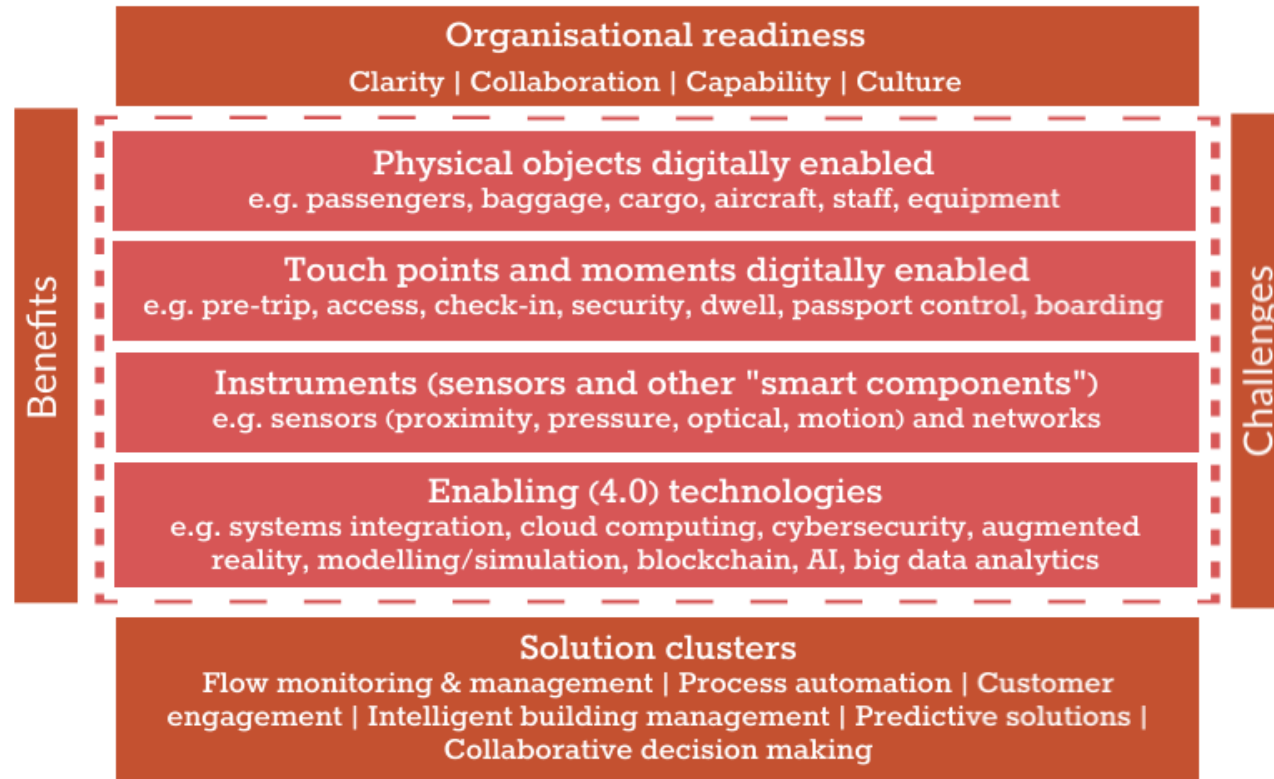 Organisational readiness
Clarity | Collaboration | Capability | Culture
Benefits
Physical objects digitally enabled
e.g. passengers, baggage, cargo, aircraft, staff, equipment
Touch points and moments digitally enabled
e.g. pre-trip, access, check-in, security, dwell, passport control, boarding
Instruments (sensors and other "smart components")
e.g. sensors (proximity, pressure, optical, motion) and networks
Enabling (4.0) technologies
e.g. systems integration, cloud computing, cybersecurity, augmented
reality, modelling/simulation, blockchain, AI, big data analytics
Challenges
Solution clusters
Flow monitoring & management | Process automation | Customer
engagement | Intelligent building management | Predictive solutions |
Collaborative decision making